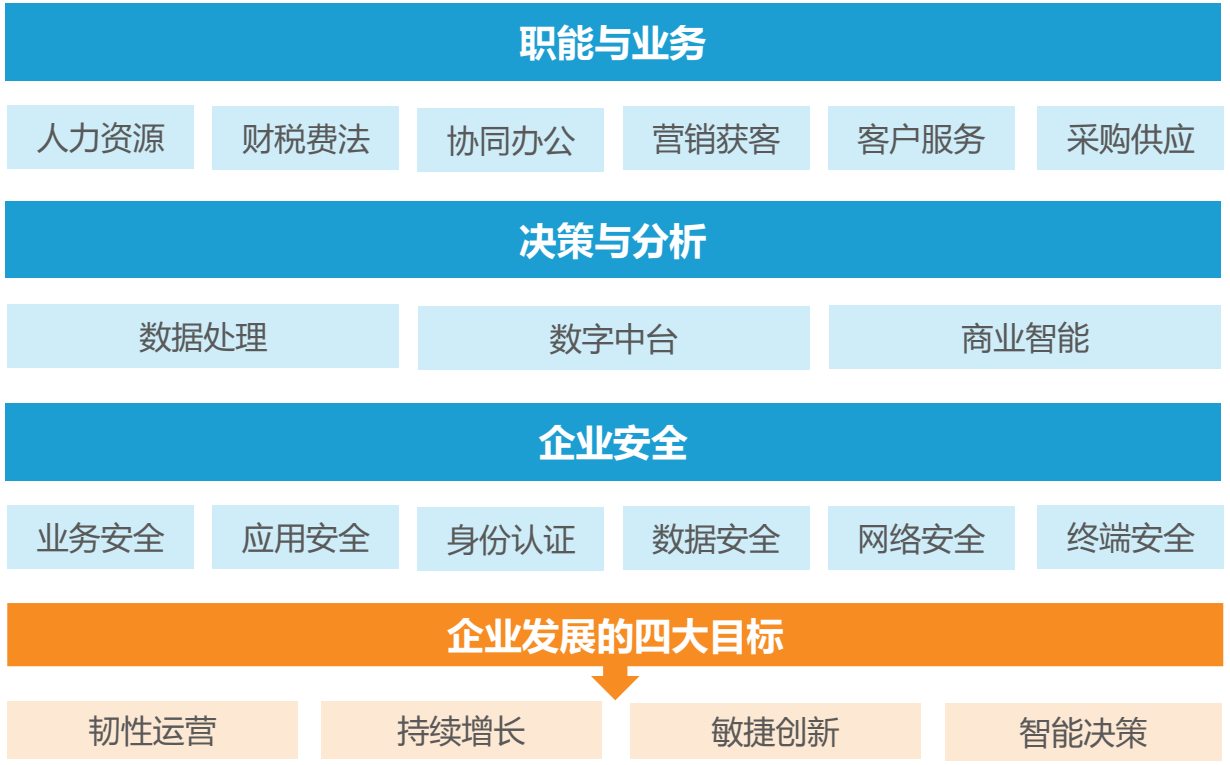 职能与业务
人力资源 财税费法 协同办公 营销获客 客户服务 采购供应
决策与分析
数据处理 数字中台 商业智能
企业安全
业务安全 应用安全 身份认证 数据安全 网络安全 终端安全
企业发展的四大目标
韧性运营 持续增长 敏捷创新 智能决策